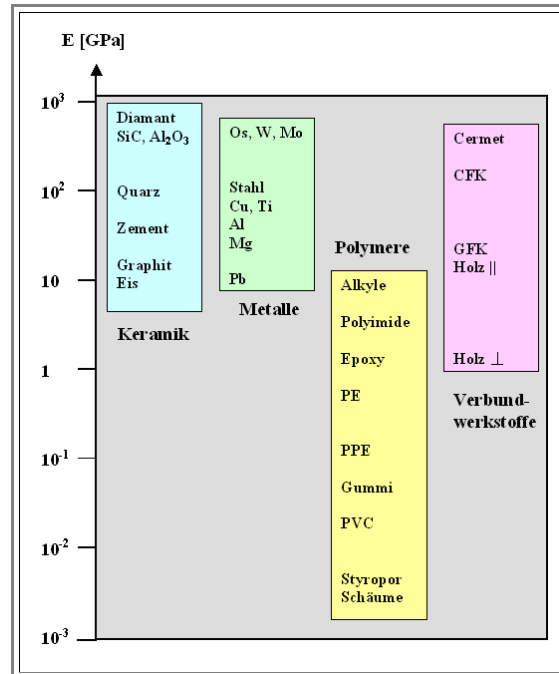 E [GPa]
10³
10²
10
1
10⁻¹
10⁻²
10⁻³
Diamant
SiC, Al₂O₃
Quarz
Zement
Graphit
Eis
Keramik
Os, W, Mo
Stahl
Cu, Ti
Al
Mg
Pb
Metalle
Polymere
Alkyle
Polyimide
Epoxy
PE
PPE
Gummi
PVC
Styropor
Schäume
Cermet
CFK
GFK
Holz ||
Holz ⊥
Verbund-
werkstoffe